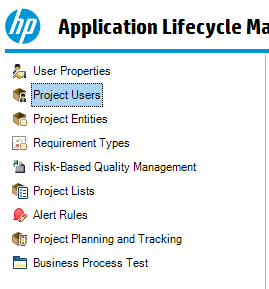 hp
Application Lifecycle Ma
User Properties
Project Users
Project Entities
Requirement Types
Risk-Based Quality Management
Project Lists
Alert Rules
Project Planning and Tracking
Business Process Test